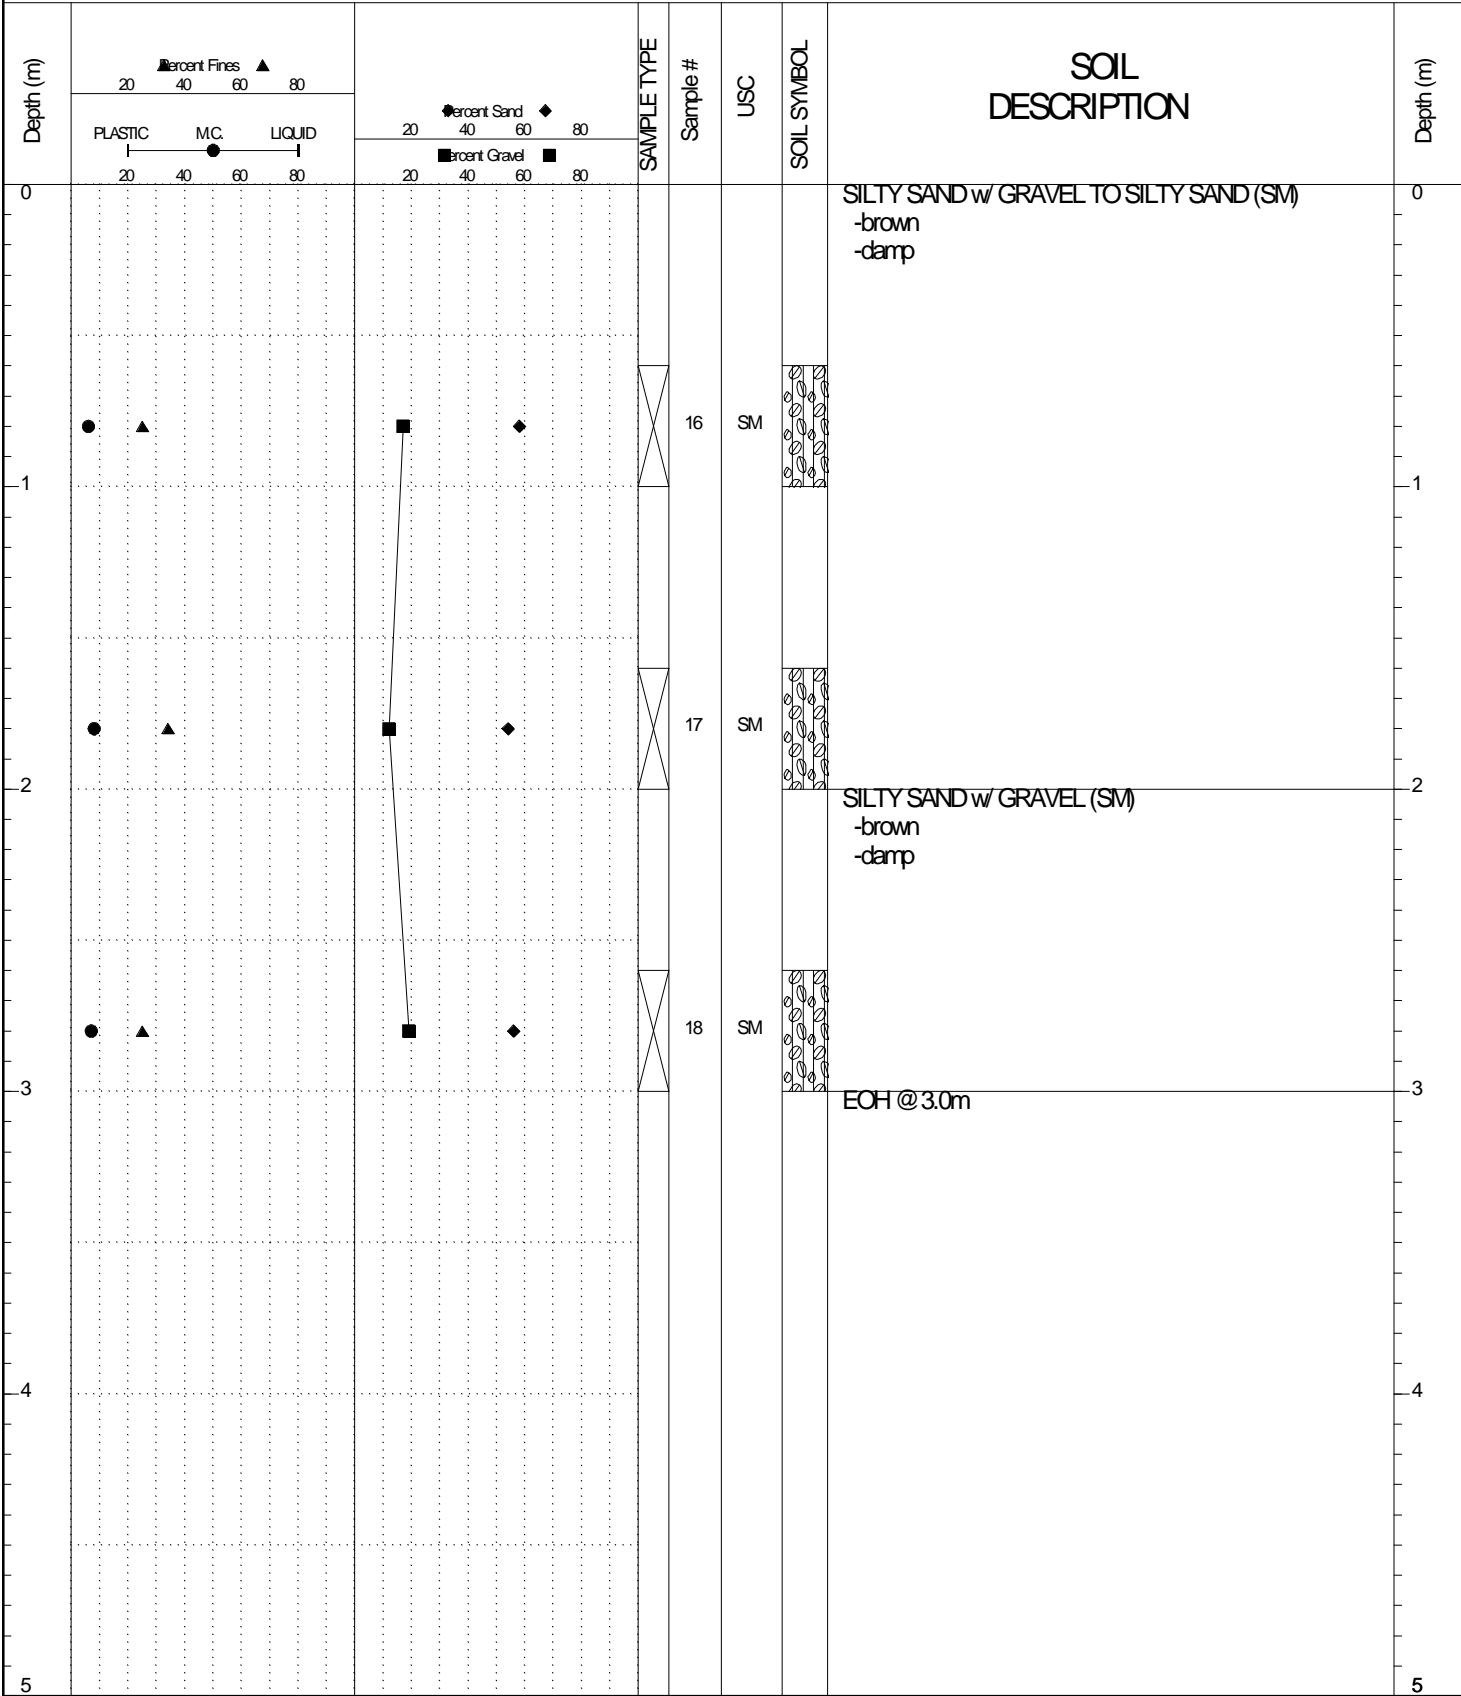 Depth (m)
Percent Fines
20 40 60 80
PLASTIC M.C. LIQUID
20 40 60 80
Percent Sand
20 40 60 80
Percent Gravel
20 40 60 80
SAMPLE TYPE
Sample #
USC
SOIL SYMBOL
SOIL
DESCRIPTION
Depth (m)
0 SILTY SAND w/ GRAVEL TO SILTY SAND (SM) 0
-brown
-damp
16 SM
1 1
17 SM
2 SILTY SAND w/ GRAVEL (SM) 2
-brown
-damp
18 SM
3 EOH @ 3.0m 3
4 4
5 5